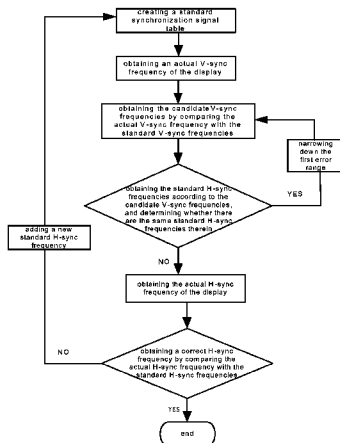 creating a standard
synchronization signal
table
obtaining an actual V-sync
frequency of the display
obtaining the candidate V-sync
frequencies by comparing the
actual V-sync frequency with the
standard V-sync frequencies
narrowing
down the
first error
range
obtaining the standard H-sync
frequencies according to the
candidate V-sync frequencies,
and determining whether there
are the same standard H-sync
frequencies therein
YES
adding a new
standard H-sync
frequency
NO
obtaining the actual H-sync
frequency of the display
obtaining a correct H-sync
frequency by comparing the
actual H-sync frequency with the
standard H-sync frequencies
NO
YES
end